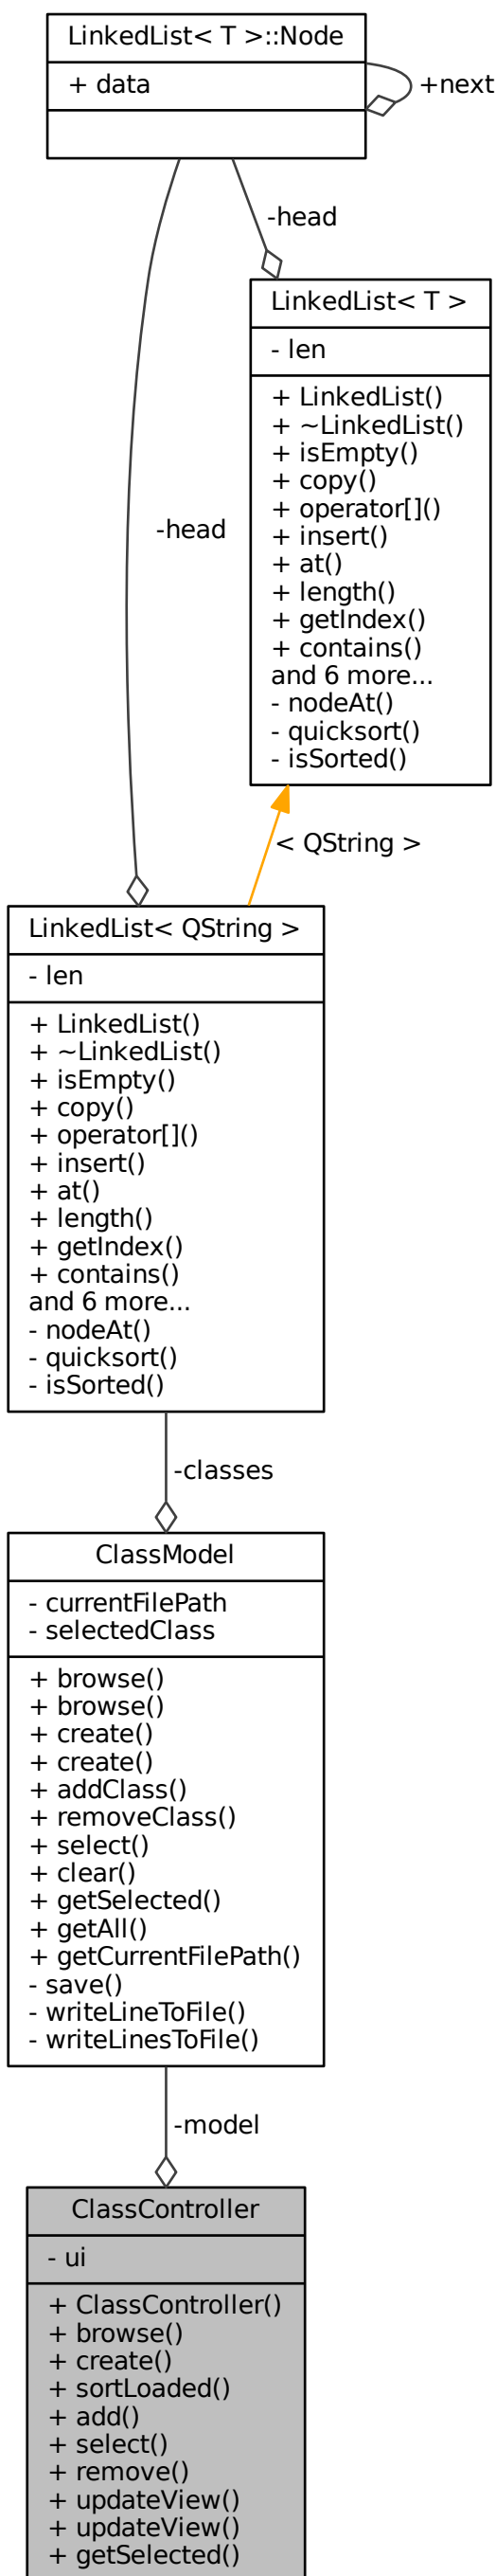 LinkedList< T >::Node
+ data
+next
-head
LinkedList< T >
- len
+ LinkedList()
+ ~LinkedList()
+ isEmpty()
+ copy()
+ operator[]()
+ insert()
+ at()
+ length()
+ getIndex()
+ contains()
and 6 more...
- nodeAt()
- quicksort()
- isSorted()
-head
< QString >
LinkedList< QString >
- len
+ LinkedList()
+ ~LinkedList()
+ isEmpty()
+ copy()
+ operator[]()
+ insert()
+ at()
+ length()
+ getIndex()
+ contains()
and 6 more...
- nodeAt()
- quicksort()
- isSorted()
-classes
ClassModel
- currentFilePath
- selectedClass
+ browse()
+ browse()
+ create()
+ create()
+ addClass()
+ removeClass()
+ select()
+ clear()
+ getSelected()
+ getAll()
+ getCurrentFilePath()
- save()
- writeLineToFile()
- writeLinesToFile()
-model
ClassController
- ui
+ ClassController()
+ browse()
+ create()
+ sortLoaded()
+ add()
+ select()
+ remove()
+ updateView()
+ updateView()
+ getSelected()